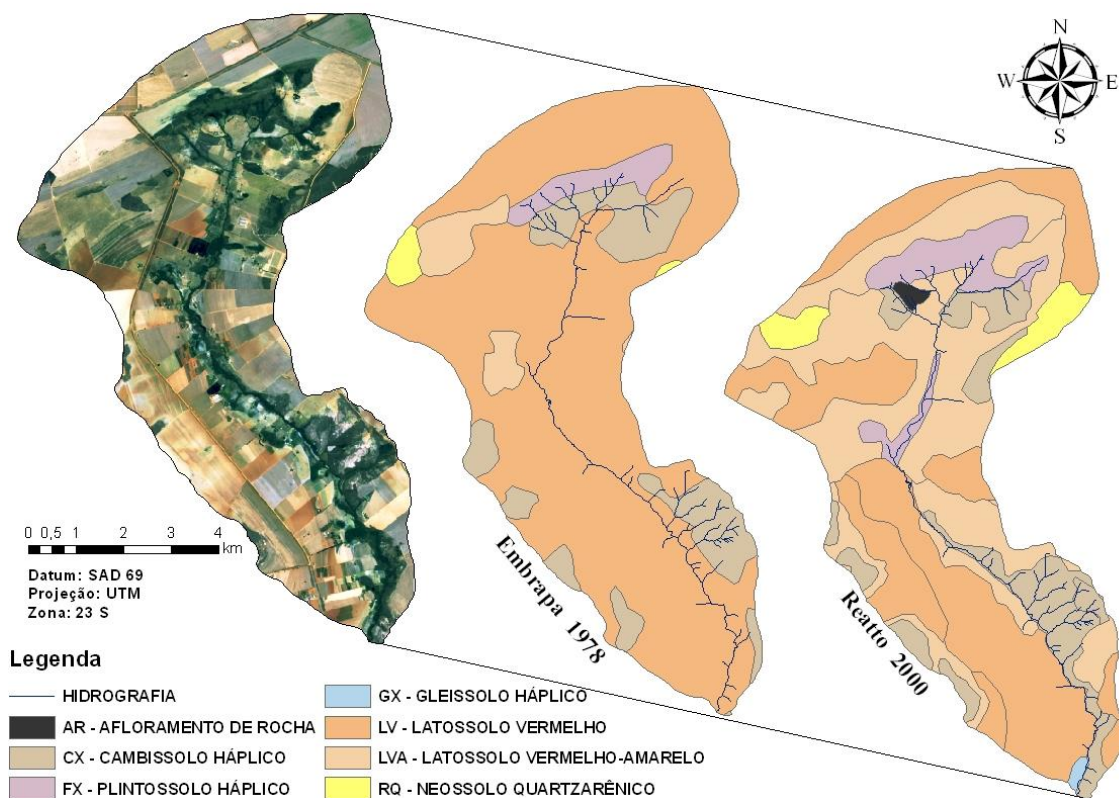 N
W E
S
0 0,5 1 2 3 4
km
Datum: SAD 69
Projeção: UTM
Zona: 23 S
Embrapa 1978
Reatto 2000
Legenda
HIDROGRAFIA
AR - AFLORAMENTO DE ROCHA
CX - CAMBISSOLO HÁPLICO
FX - PLINTOSSOLO HÁPLICO
GX - GLEISSOLO HÁPLICO
LV - LATOSSOLO VERMELHO
LVA - LATOSSOLO VERMELHO-AMARELO
RQ - NEOSSOLO QUARTZARÊNICO